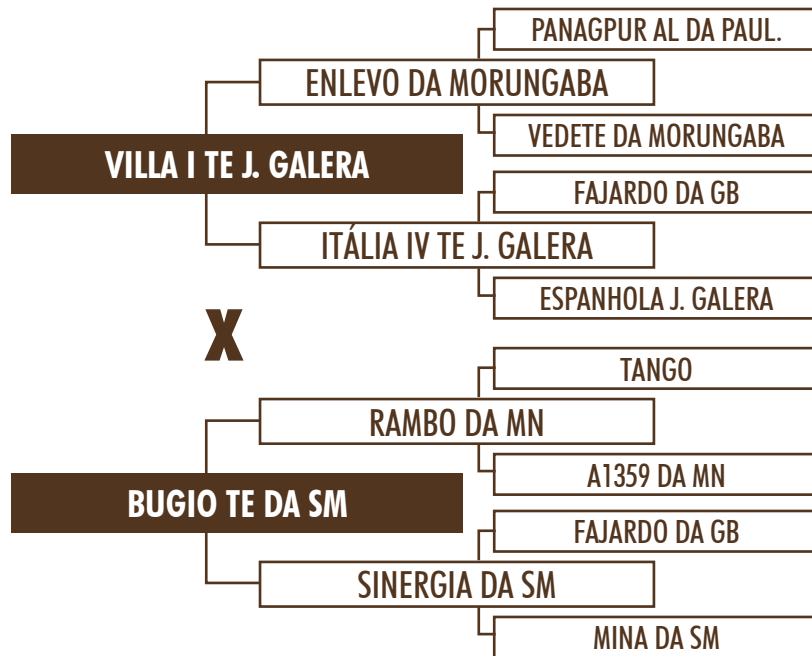 PANAGPUR AL DA PAUL.
ENLEVO DA MORUNGABA
VEDETE DA MORUNGABA
VILLA I TE J. GALERA
FAJARDO DA GB
ITÁLIA IV TE J. GALERA
ESPANHOLA J. GALERA
X
TANGO
RAMBO DA MN
A1359 DA MN
BUGIO TE DA SM
FAJARDO DA GB
SINERGIA DA SM
MINA DA SM